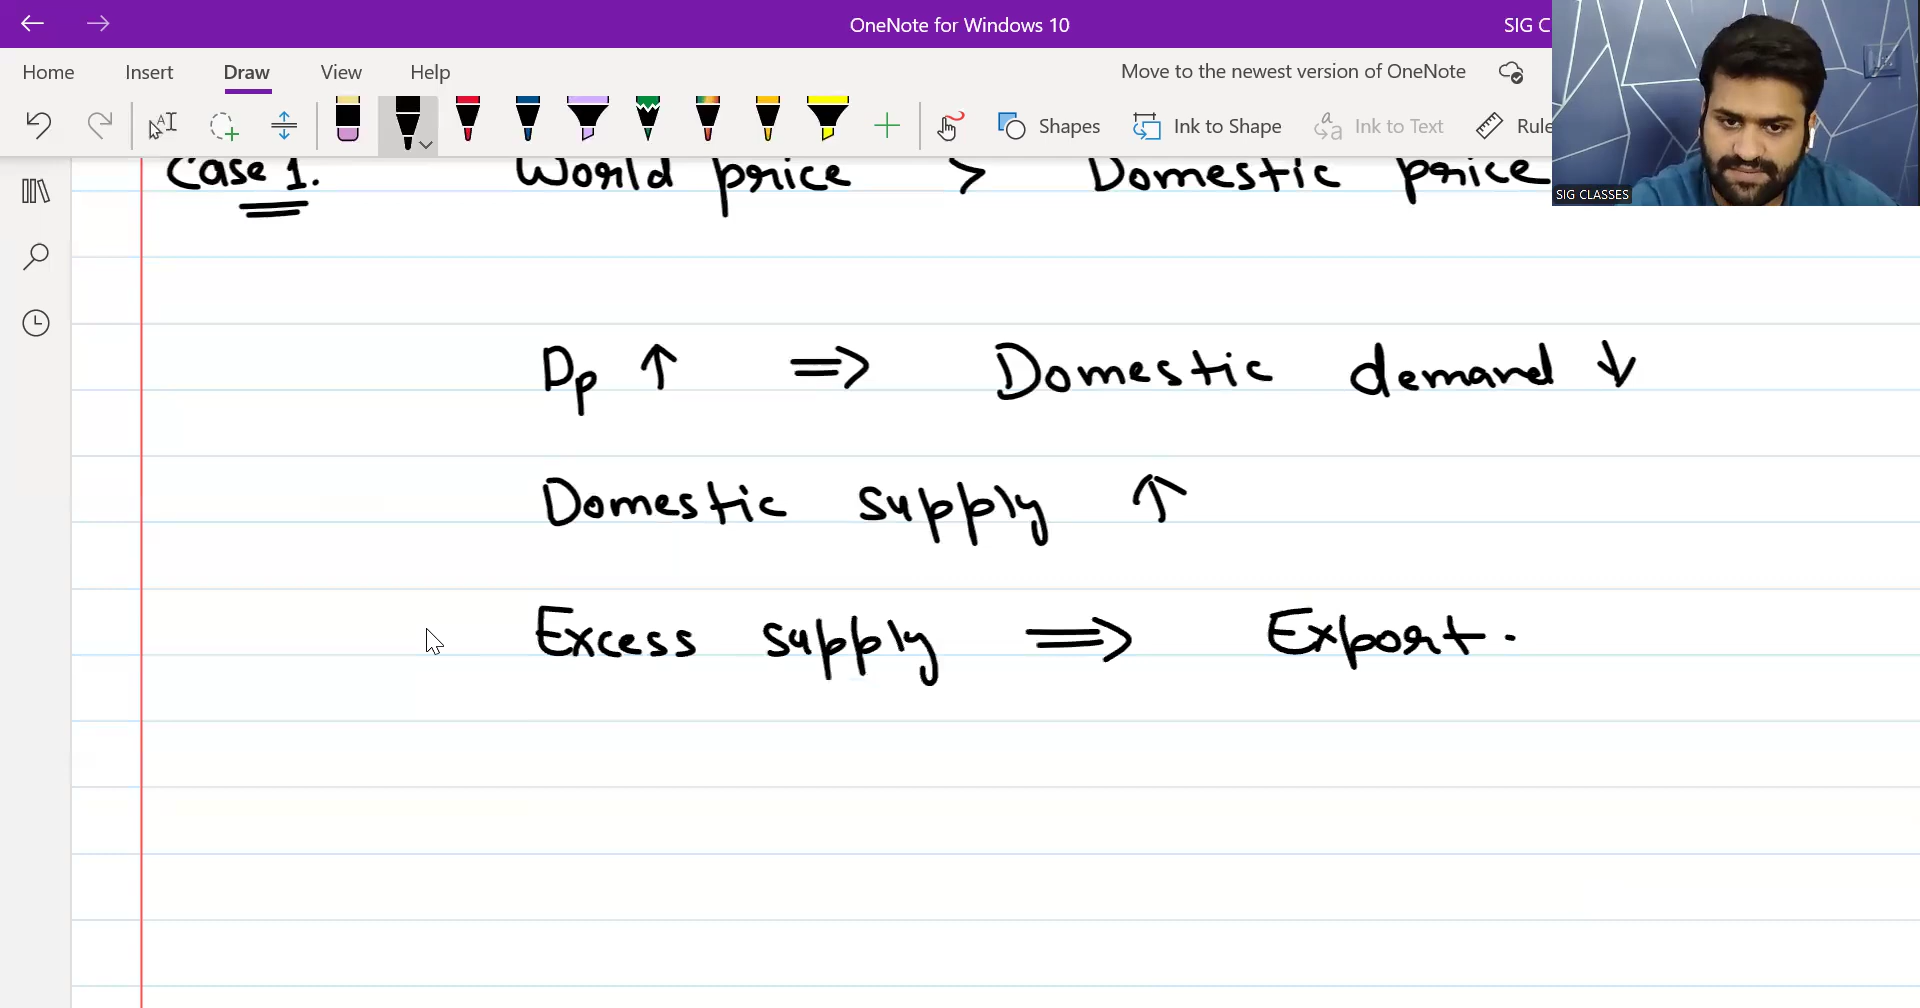 OneNote for Windows 10
SIG C
Home Insert Draw View Help
Move to the newest version of OneNote
Shapes Ink to Shape Ink to Text Rule
SIG CLASSES
Case 1. World price > Domestic price
Dp ↑ ⇒ Domestic demand ↓
Domestic supply ↑
Excess supply ⇒ Export.